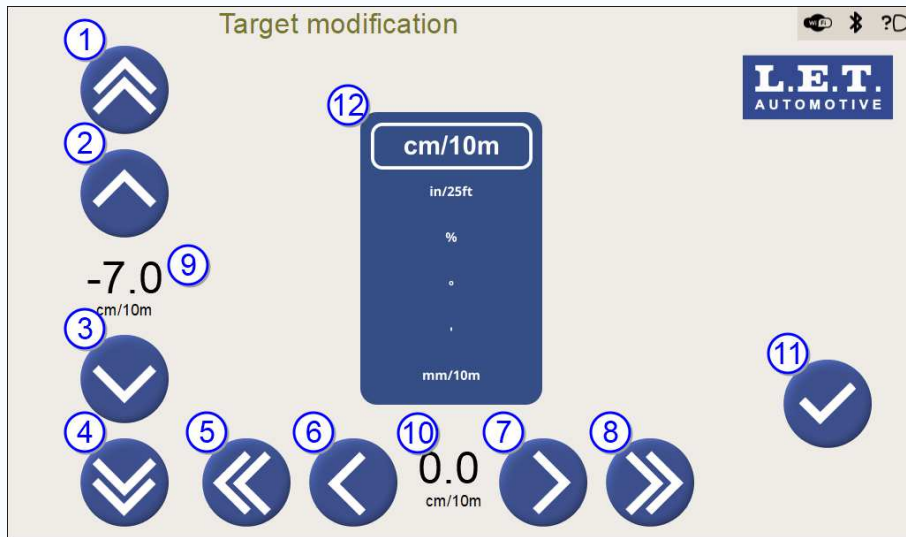 Target modification
WiFi
?
L.E.T.
AUTOMOTIVE
1
2
12
cm/10m
in/25ft
%
°
'
mm/10m
-7.0
9
cm/10m
3
11
4
5
6
10
7
8
0.0
cm/10m